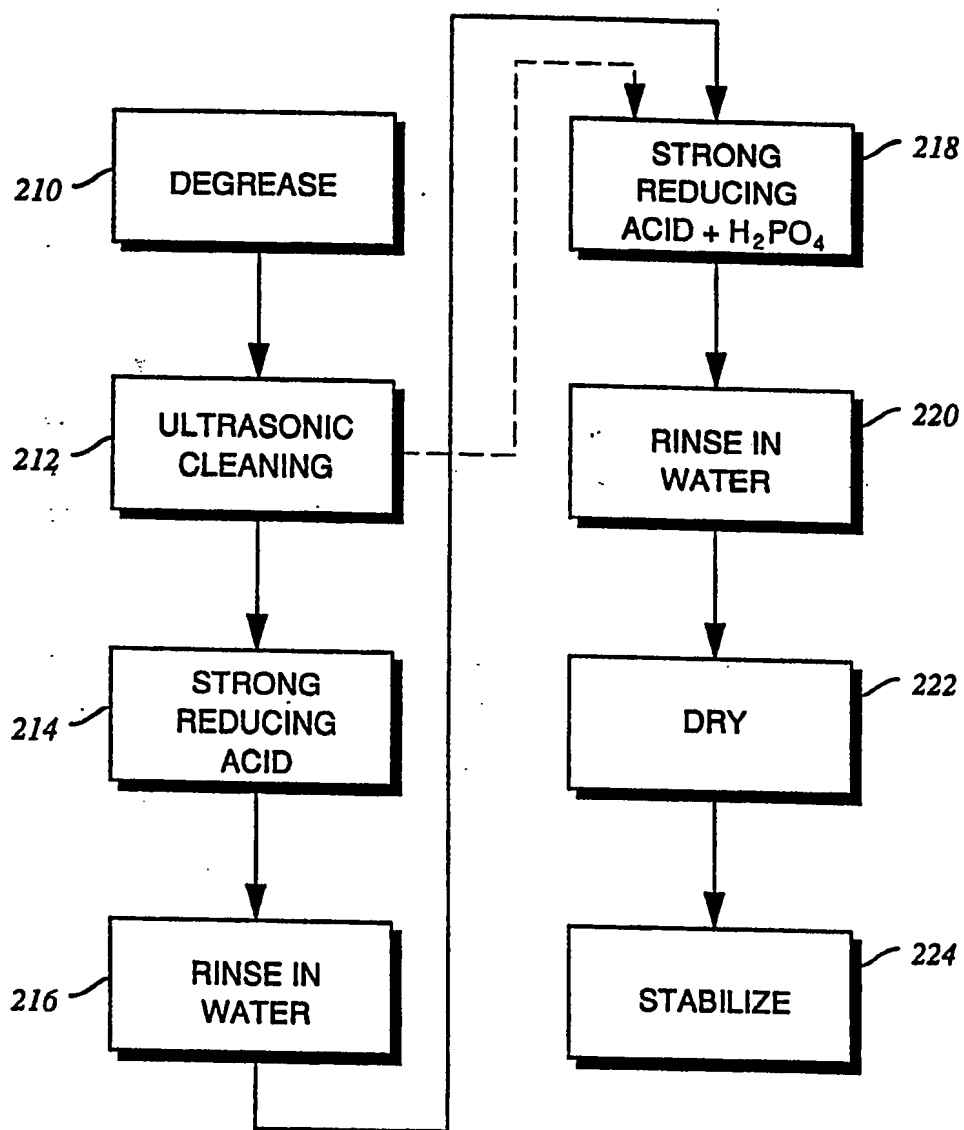 210
DEGREASE
212
ULTRASONIC
CLEANING
214
STRONG
REDUCING
ACID
216
RINSE IN
WATER
218
STRONG
REDUCING
ACID + H₂PO₄
220
RINSE IN
WATER
222
DRY
224
STABILIZE